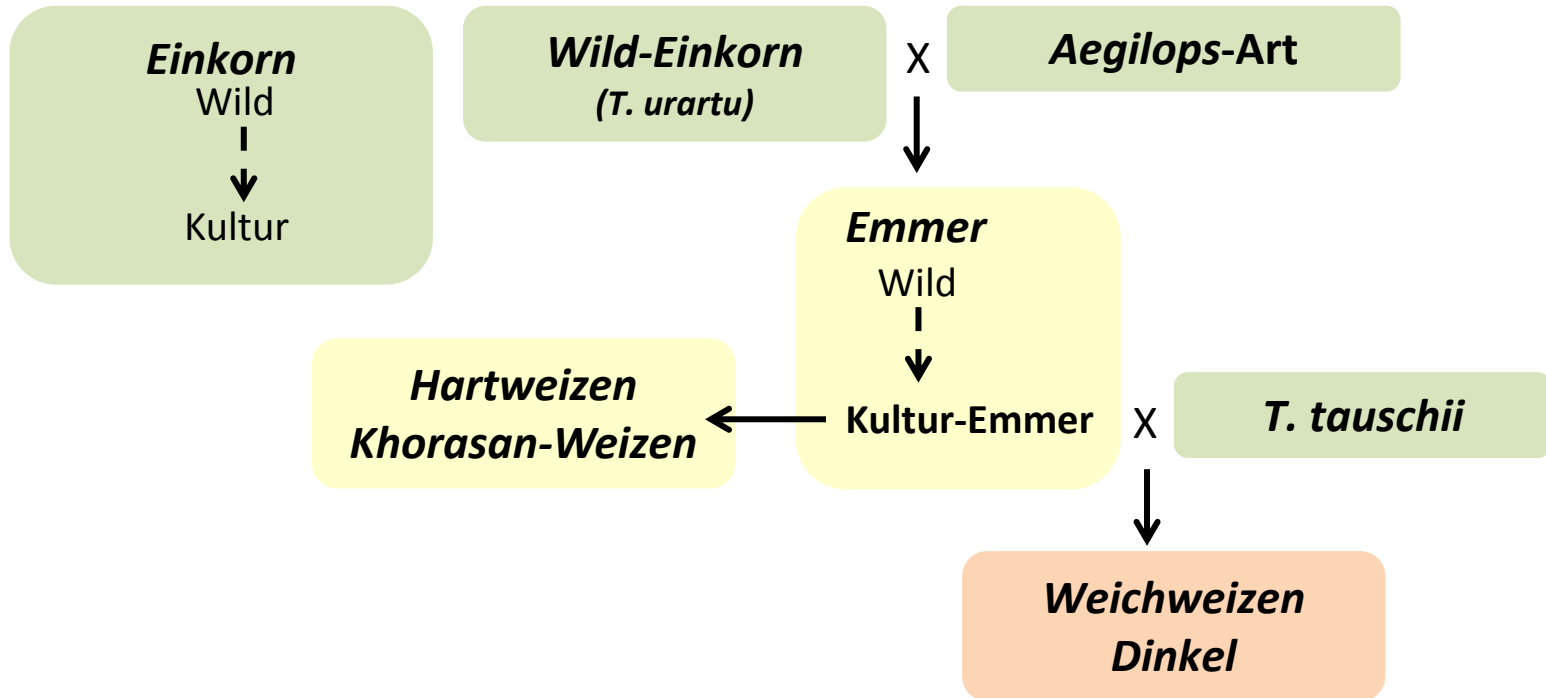 Einkorn
Wild
Kultur
Wild-Einkorn
(T. urartu)
X
Aegilops-Art
Emmer
Wild
Kultur-Emmer
X
T. tauschii
Hartweizen
Khorasan-Weizen
Weichweizen
Dinkel